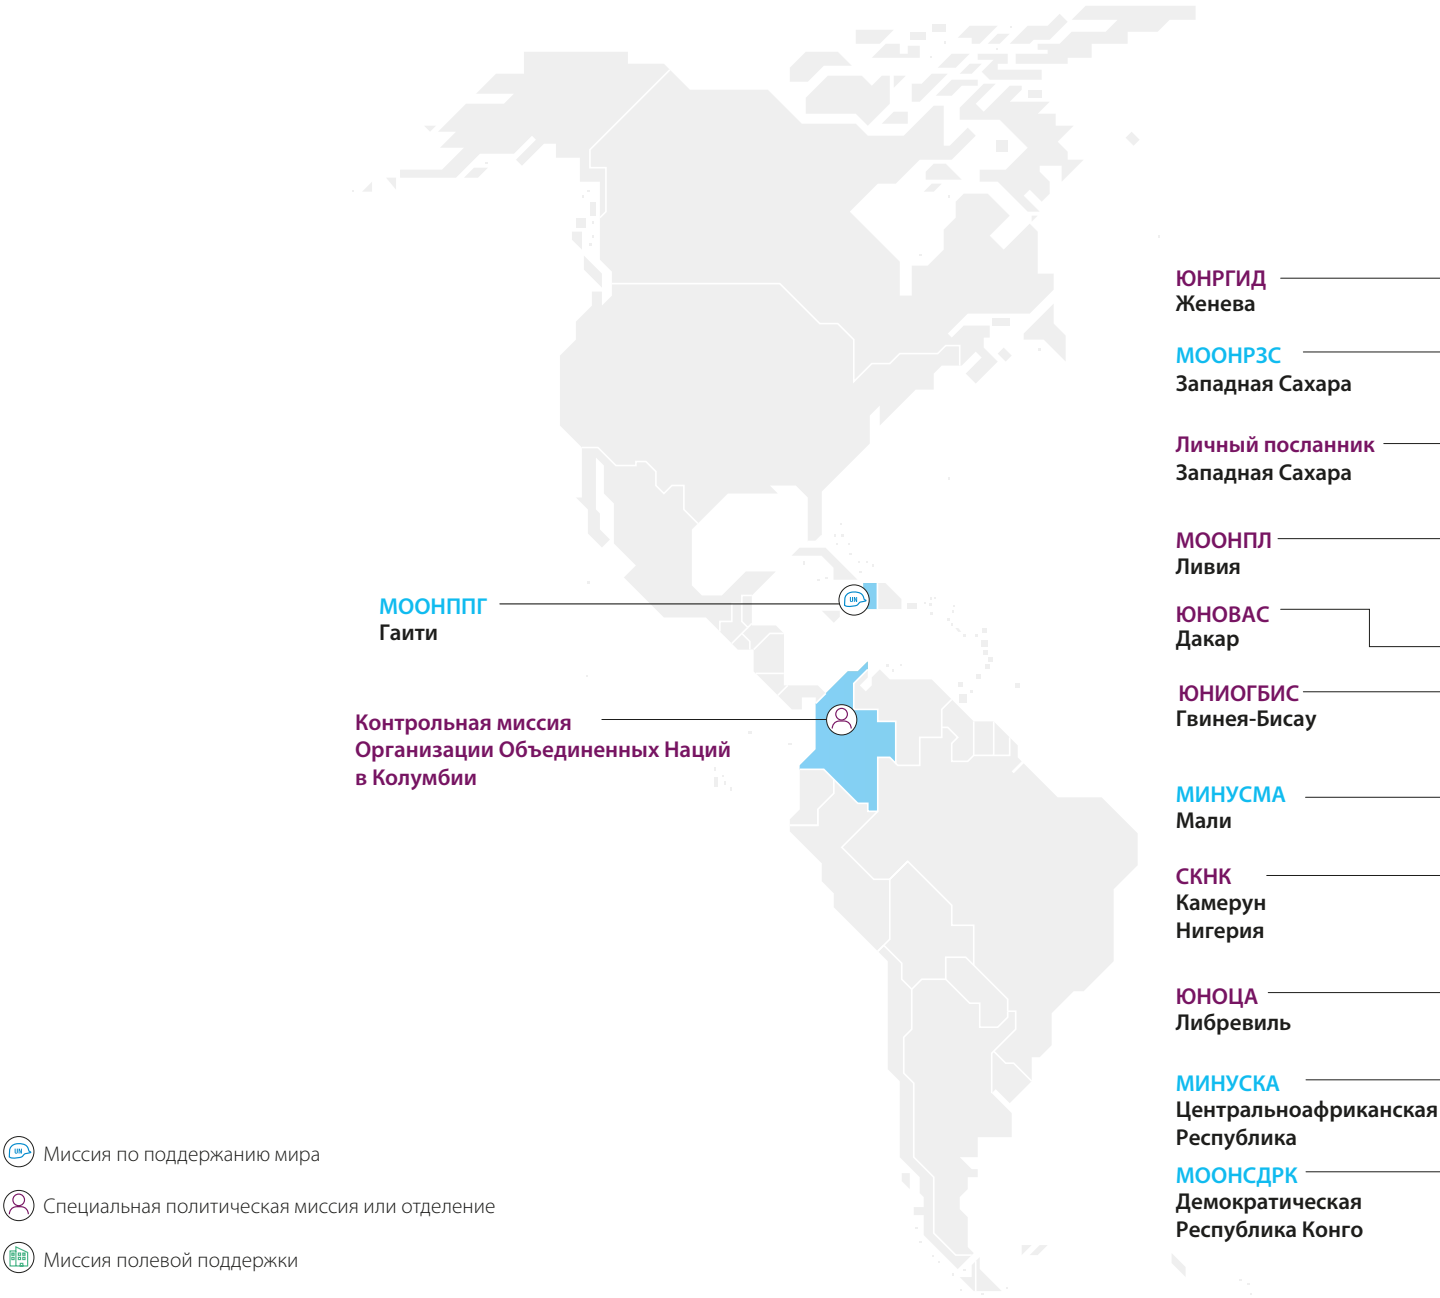 ЮНРГИД
Женева
МООНРЗС
Западная Сахара
Личный посланник
Западная Сахара
МООНПЛ
Ливия
ЮНОВАС
Дакар
ЮНИОГБИС
Гвинея-Бисау
МИНУСМА
Мали
СКНК
Камерун
Нигерия
ЮНОЦА
Либревиль
МИНУСКА
Центральноафриканская
Республика
МООНСДРК
Демократическая
Республика Конго
МООНППГ
Гаити
UN
Контрольная миссия
Организации Объединенных Наций
в Колумбии
UN
Миссия по поддержанию мира
Специальная политическая миссия или отделение
Миссия полевой поддержки